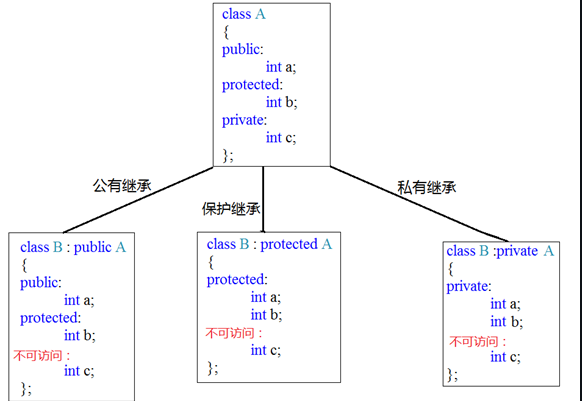 class A
{
public:
int a;
protected:
int b;
private:
int c;
};
公有继承
保护继承
私有继承
class B : public A
{
public:
int a;
protected:
int b;
不可访问：
int c;
};
class B : protected A
{
protected:
int a;
int b;
不可访问：
int c;
};
class B :private A
{
private:
int a;
int b;
不可访问：
int c;
};